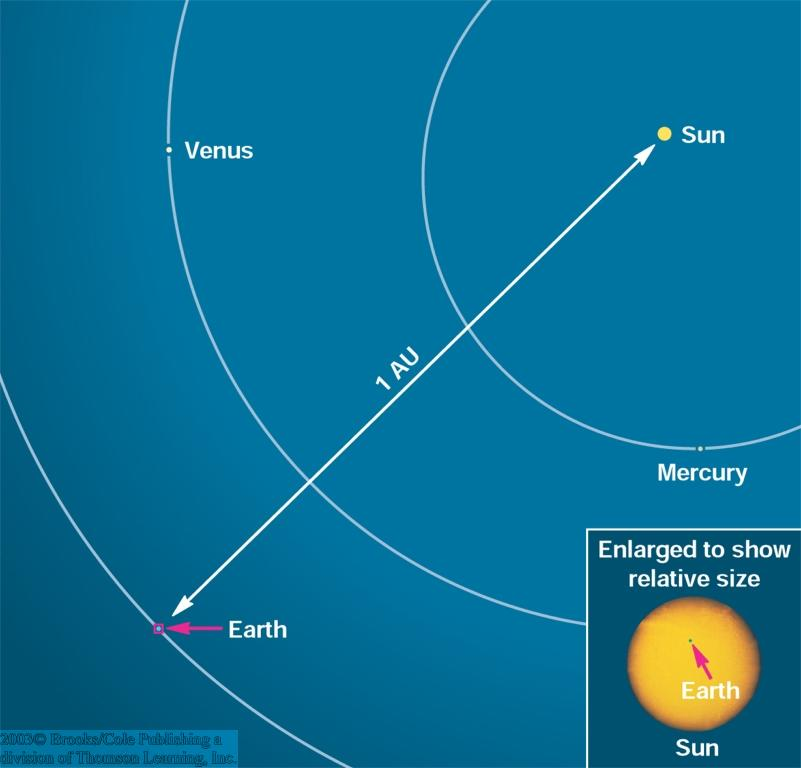 Sun
Venus
1 AU
Mercury
Enlarged to show
relative size
Earth
Earth
Sun
2003© Brooks/Cole Publishing a
division of Thomson Learning, Inc.